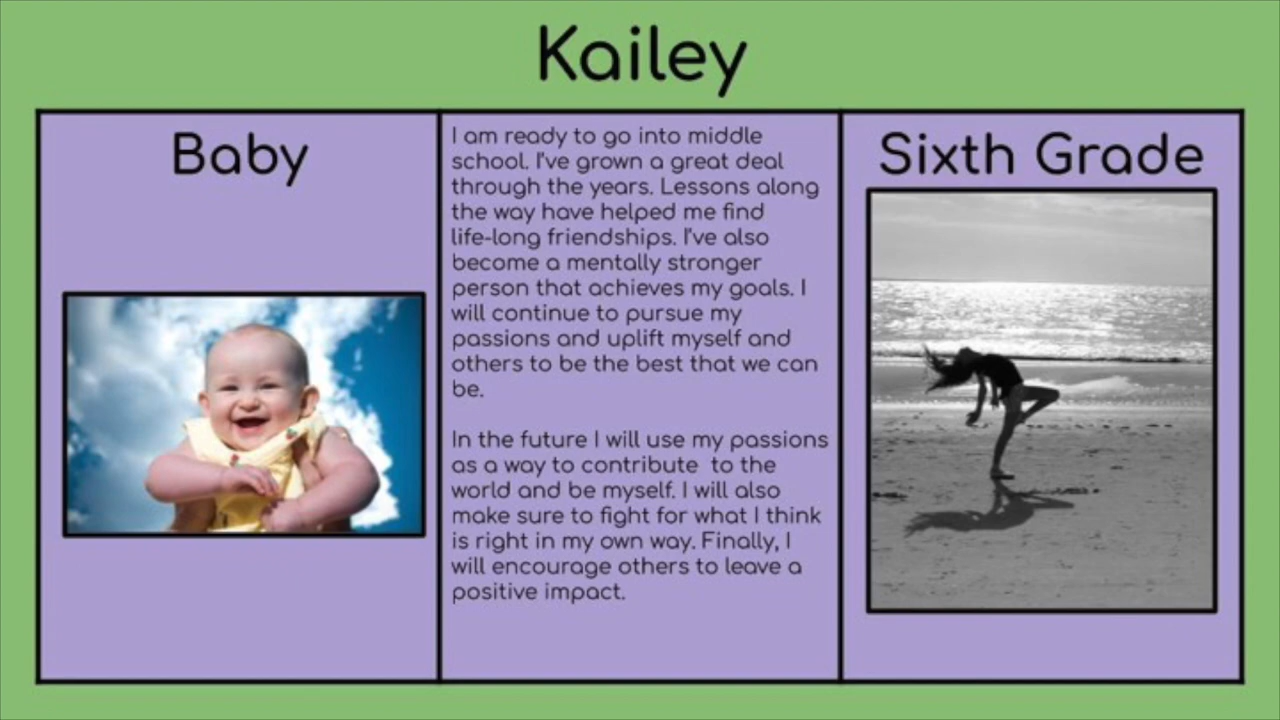 Kailey
Baby
I am ready to go into middle
school. I've grown a great deal
through the years. Lessons along
the way have helped me find
life-long friendships. I've also
become a mentally stronger
person that achieves my goals. I
will continue to pursue my
passions and uplift myself and
others to be the best that we can
be.
In the future I will use my passions
as a way to contribute to the
world and be myself. I will also
make sure to fight for what I think
is right in my own way. Finally, I
will encourage others to leave a
positive impact.
Sixth Grade